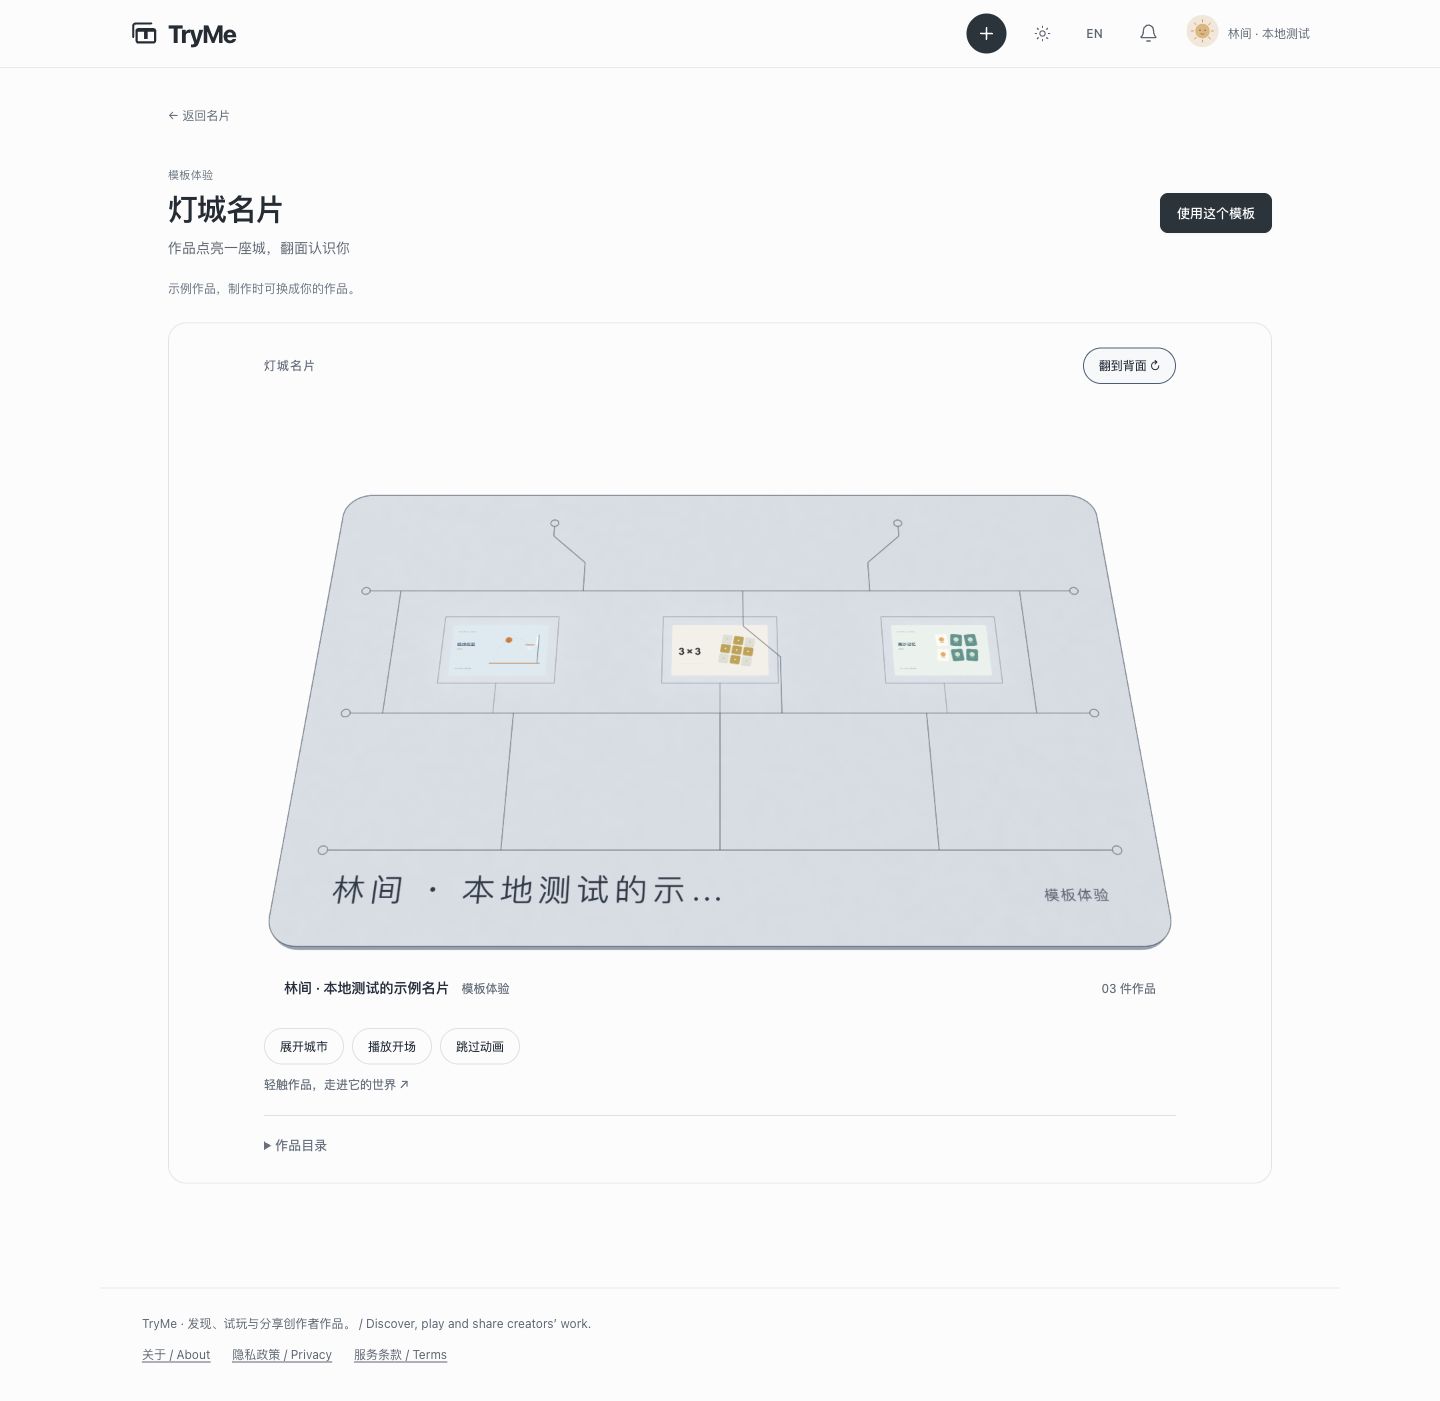 TryMe
EN
林间 · 本地测试
← 返回名片
模板体验
灯城名片
使用这个模板
作品点亮一座城，翻面认识你
示例作品，制作时可换成你的作品。
灯城名片
翻到背面 ↻
3×3
林间 · 本地测试的示...
模板体验
林间 · 本地测试的示例名片 模板体验
03 件作品
展开城市
播放开场
跳过动画
轻触作品，走进它的世界 ↗
▶ 作品目录
TryMe · 发现、试玩与分享创作者作品。 / Discover, play and share creators’ work.
关于 / About 隐私政策 / Privacy 服务条款 / Terms